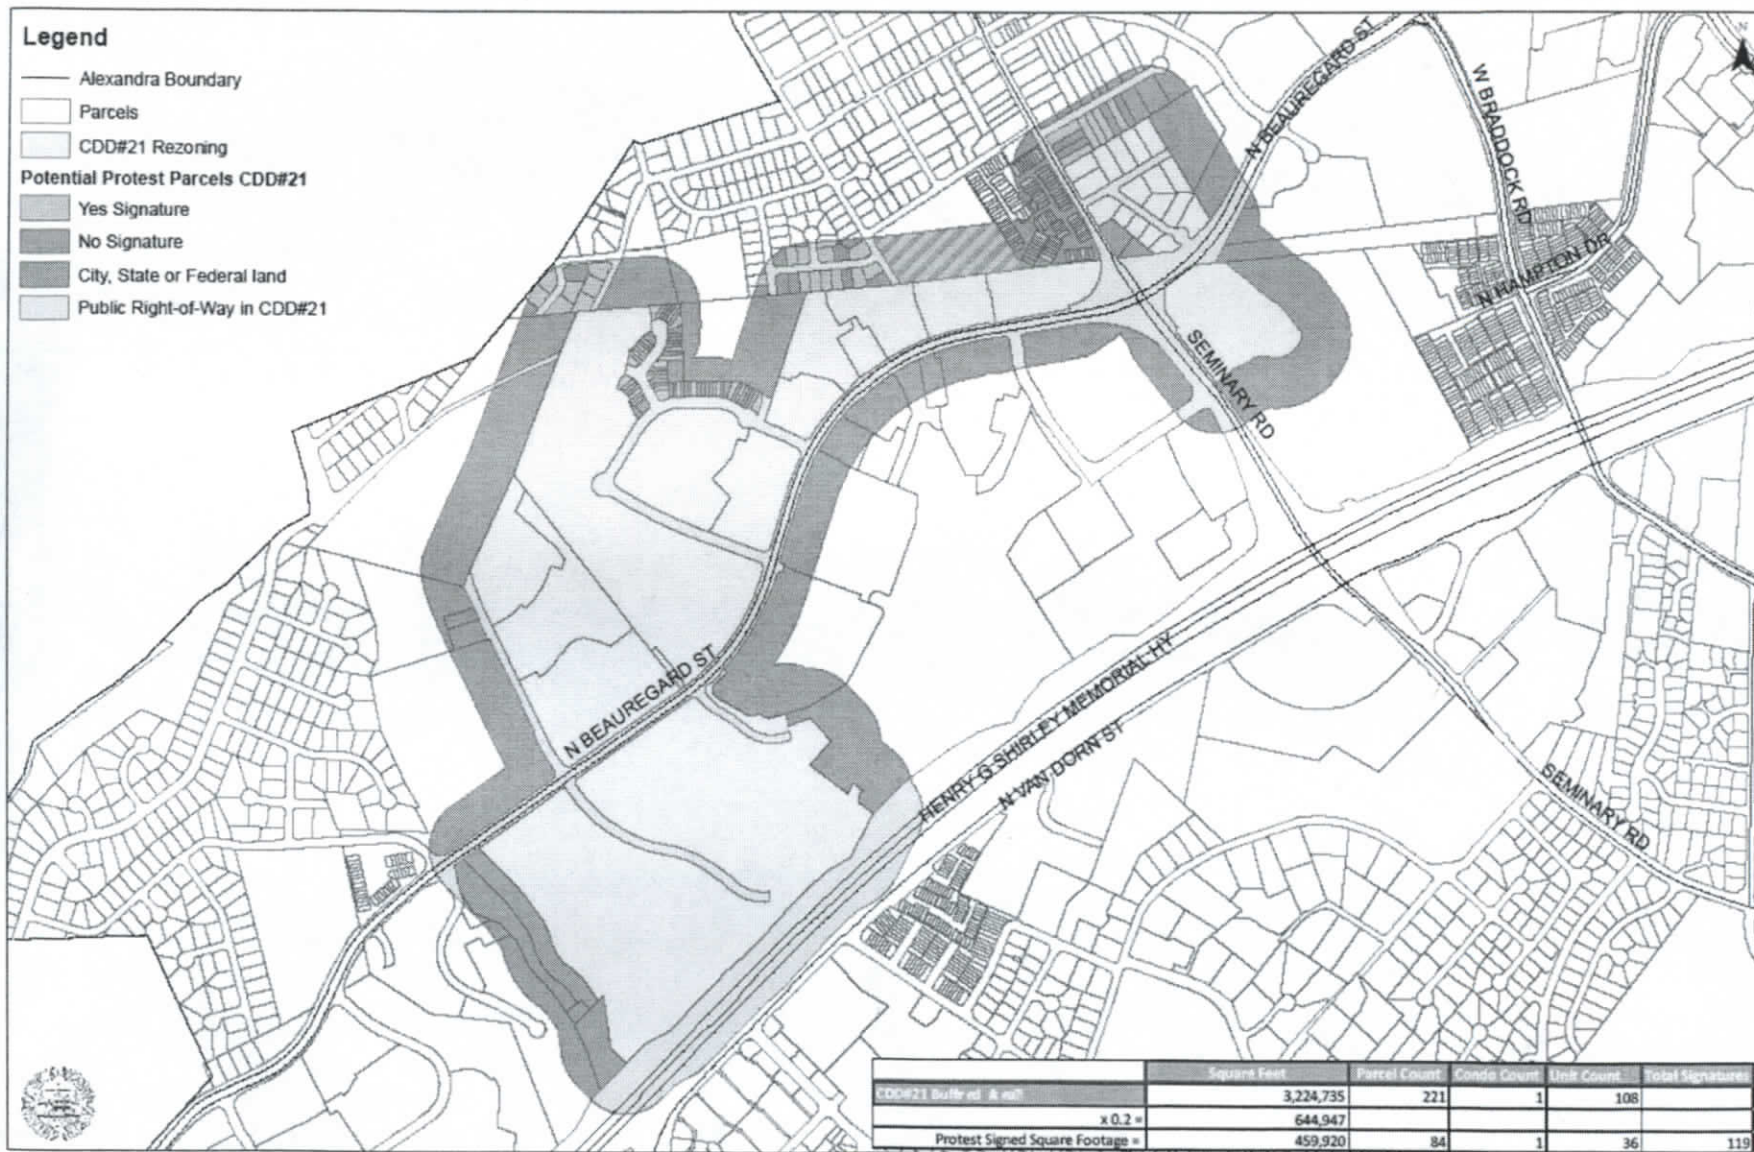 Legend
Alexandra Boundary
Parcels
CDD#21 Rezoning
Potential Protest Parcels CDD#21
Yes Signature
No Signature
City, State or Federal land
Public Right-of-Way in CDD#21
N
N BEAUREGARD ST
W BRADDOCK RD
N HAMPTON DR
SEMINARY RD
N BEAUREGARD ST
HENRY G SHIRLEY MEMORIAL HY
N VAN DORN ST
SEMINARY RD
Square Feet Parcel Count Condo Count Unit Count Total Signatures
CDD#21 3,224,735 221 1 108
x 0.2 = 644,947
Protest Signed Square Footage = 459,920 84 1 36 119